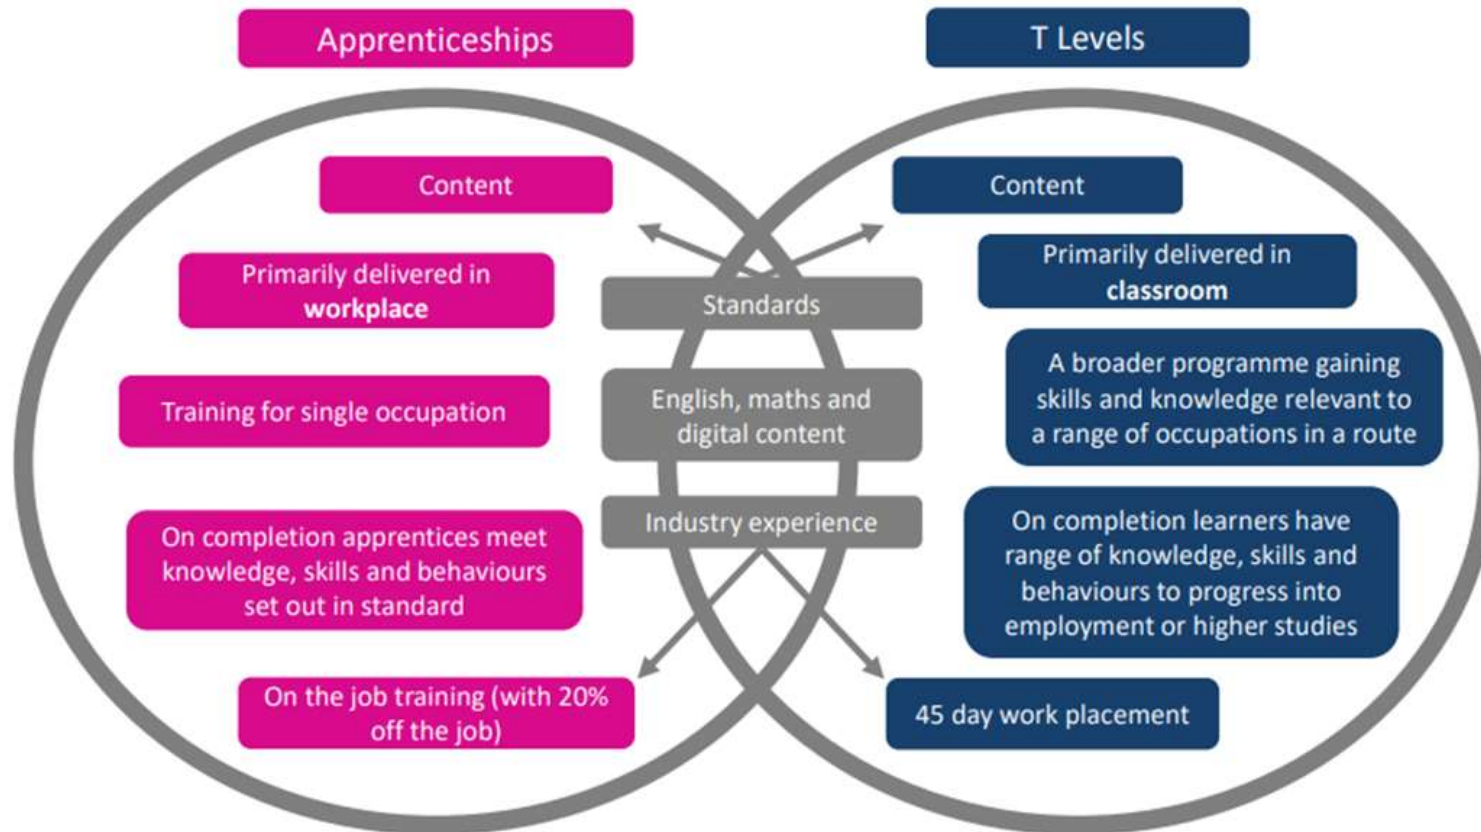 Apprenticeships
T Levels
Content
Content
Primarily delivered in
workplace
Primarily delivered in
classroom
Standards
Training for single occupation
English, maths and
digital content
A broader programme gaining
skills and knowledge relevant to
a range of occupations in a route
Industry experience
On completion apprentices meet
knowledge, skills and behaviours
set out in standard
On completion learners have
range of knowledge, skills and
behaviours to progress into
employment or higher studies
On the job training (with 20%
off the job)
45 day work placement